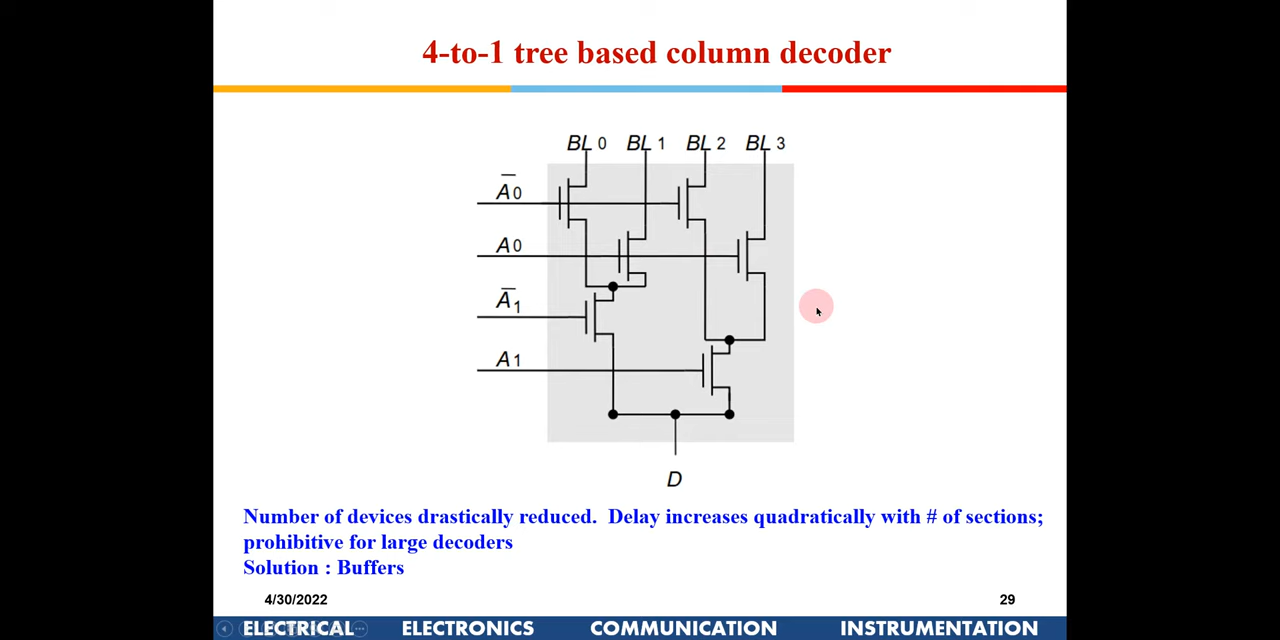 4-to-1 tree based column decoder
BL 0 BL 1 BL 2 BL 3
A̅0
A0
A̅1
A1
D
Number of devices drastically reduced. Delay increases quadratically with # of sections;
prohibitive for large decoders
Solution : Buffers
4/30/2022 29
ELECTRICAL ELECTRONICS COMMUNICATION INSTRUMENTATION